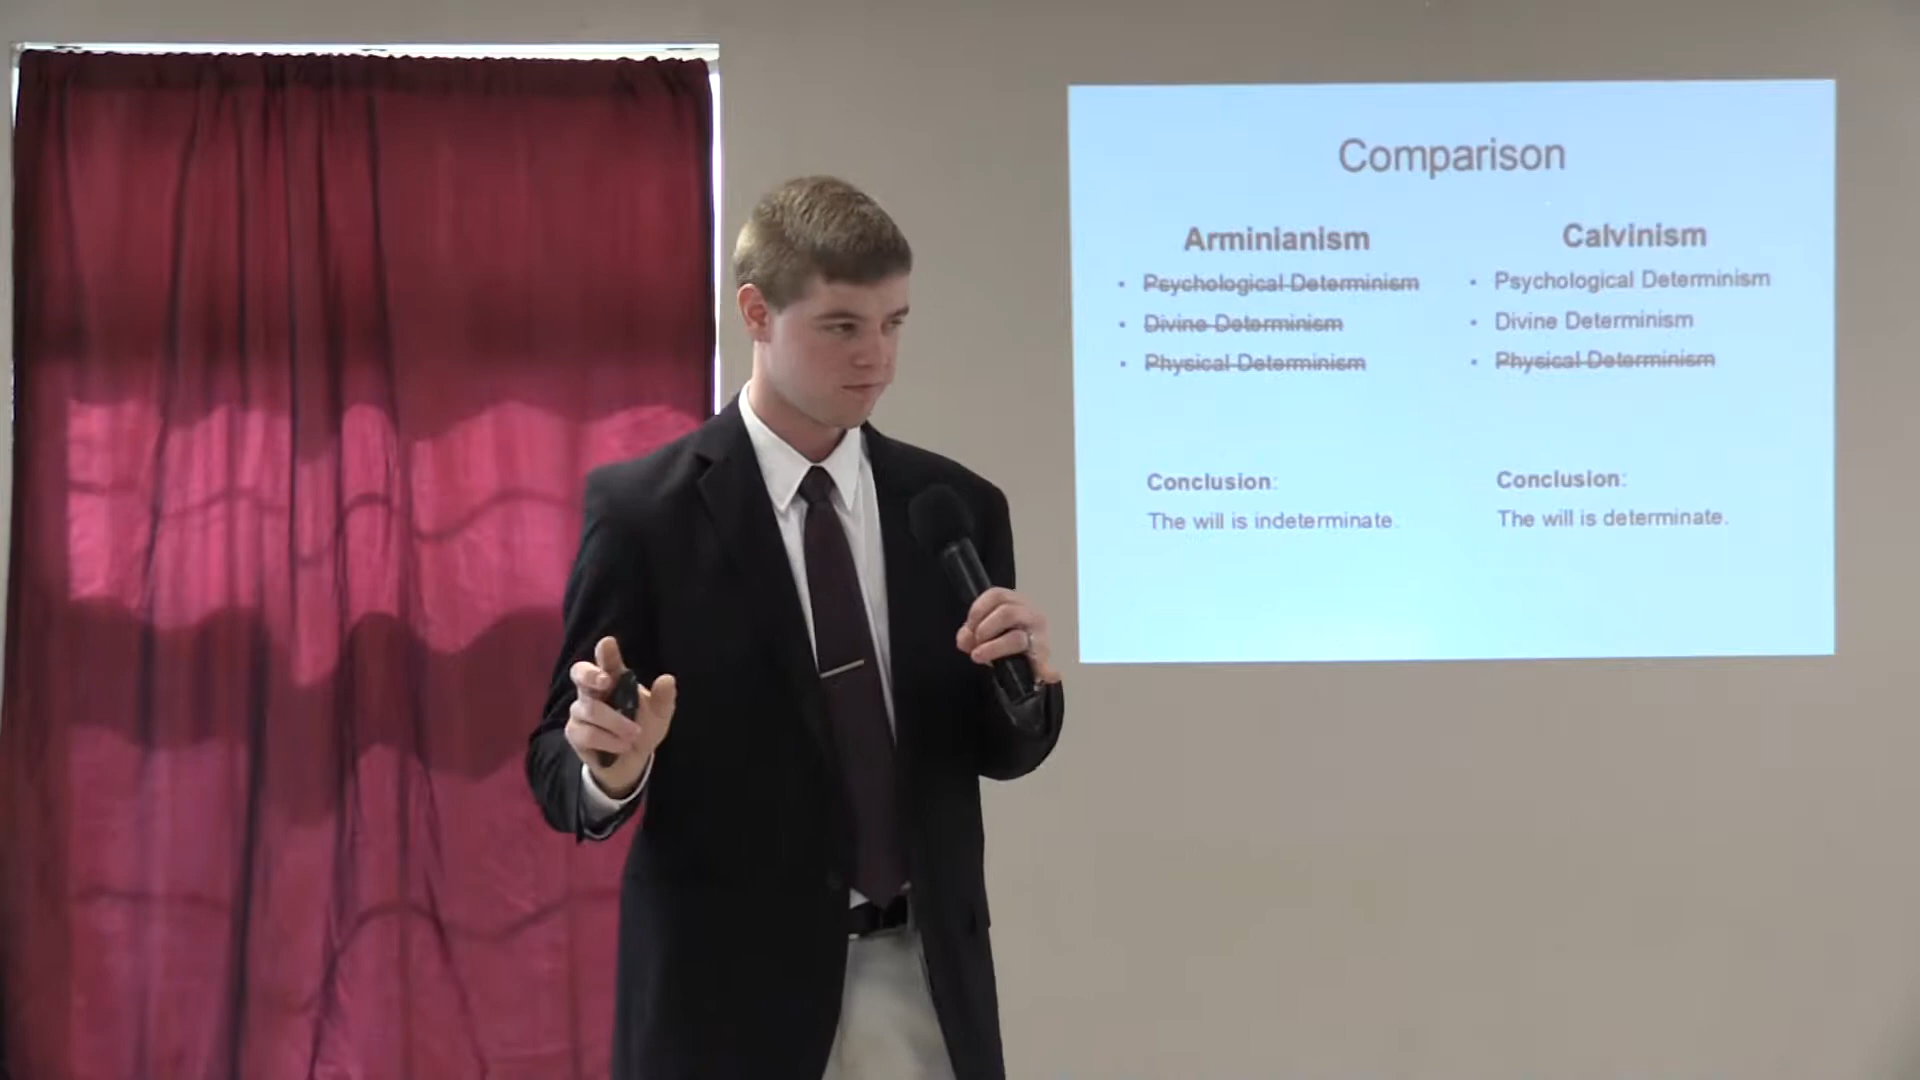 Comparison
Arminianism
• Psychological Determinism
• Divine Determinism
• Physical Determinism
Conclusion:
The will is indeterminate.
Calvinism
• Psychological Determinism
• Divine Determinism
• Physical Determinism
Conclusion:
The will is determinate.